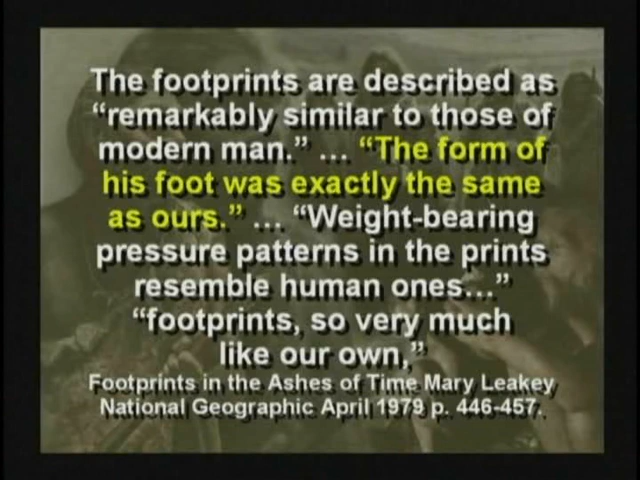 The footprints are described as
“remarkably similar to those of
modern man.” ... “The form of
his foot was exactly the same
as ours.” ... “Weight-bearing
pressure patterns in the prints
resemble human ones...”
“footprints, so very much
like our own,”
Footprints in the Ashes of Time Mary Leakey
National Geographic April 1979 p. 446-457.